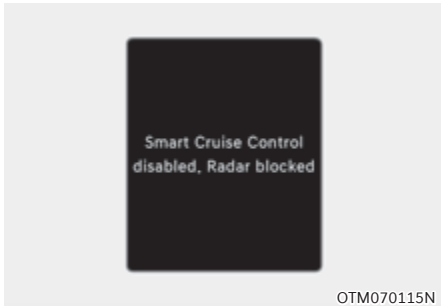 Smart Cruise Control
disabled, Radar blocked
OTM070115N